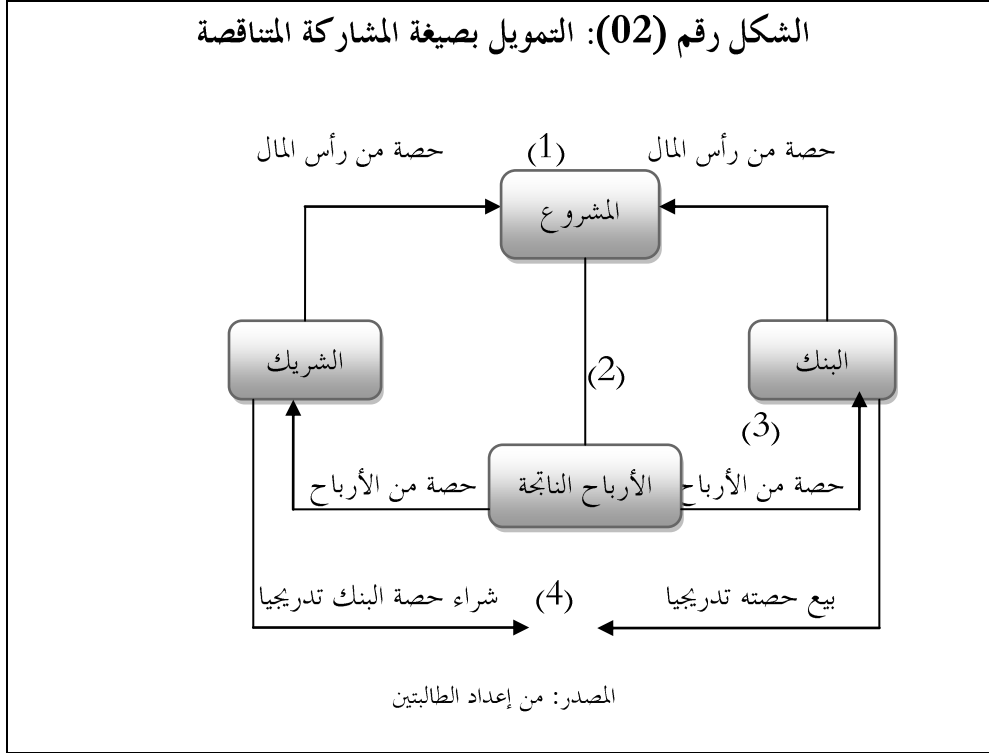 الشكل رقم (02): التمويل بصيغة المشاركة المتناقصة
حصة من رأس المال
(1)
حصة من رأس المال
المشروع
البنك
الشريك
(2)
(3)
الأرباح الناتجة
حصة من الأرباح
حصة من الأرباح
بيع حصته تدريجيا
(4)
شراء حصة البنك تدريجيا
المصدر: من إعداد الطالبتين